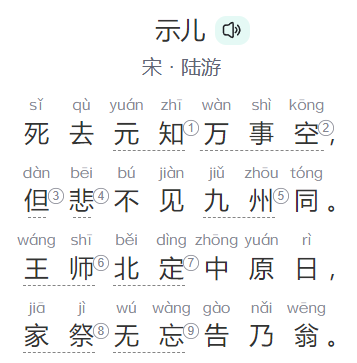 示儿
宋 · 陆游
sǐ qù yuán zhī wàn shì kōng
死去元知①万事空②，
dàn bēi bú jiàn jiǔ zhōu tóng
但③悲④不见九州⑤同。
wáng shī běi dìng zhōng yuán rì
王师⑥北定⑦中原日，
jiā jì wú wàng gào nǎi wēng
家祭⑧无忘⑨告乃翁。